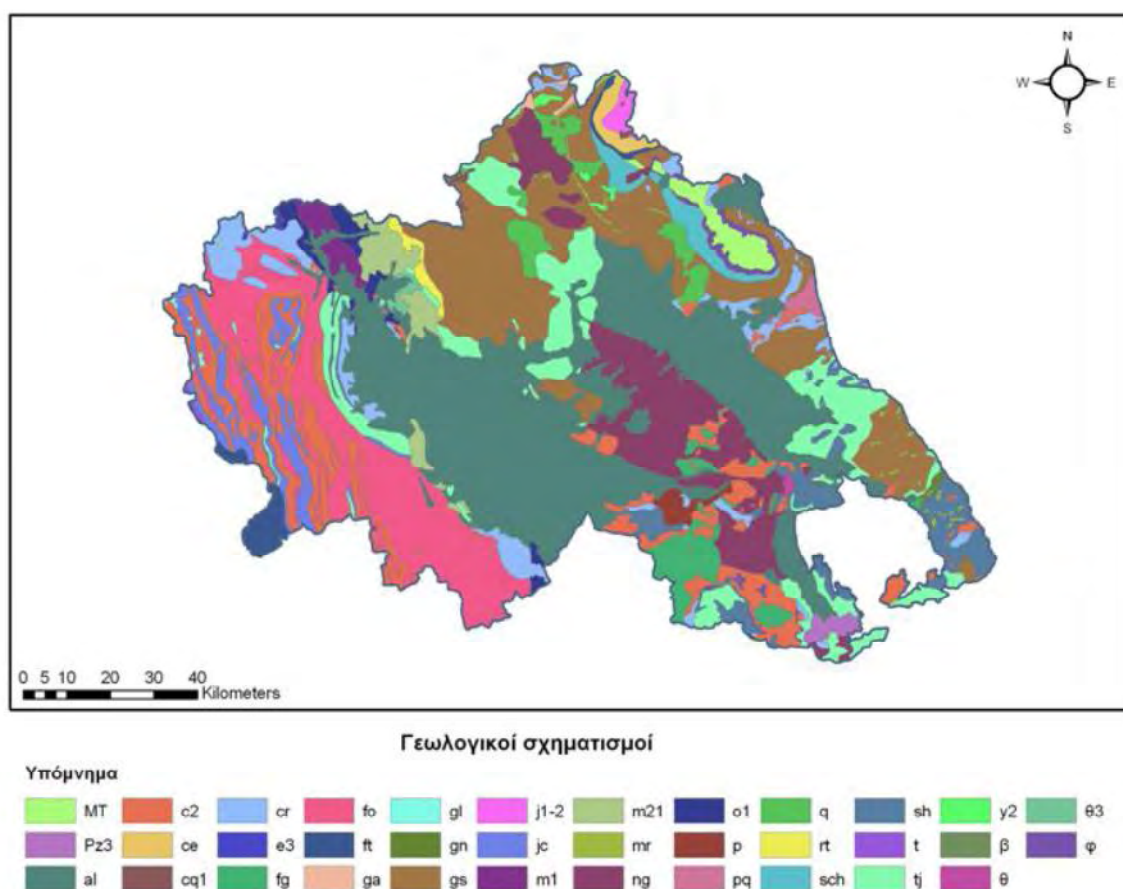 N
W E
S
0 5 10 20 30 40
Kilometers
Γεωλογικοί σχηματισμοί
Υπόμνημα
MT c2 cr fo gl j1-2 m21 o1 q sh y2 θ3
Pz3 ce e3 ft gn jc mr p rt t β φ
al cq1 fg ga gs m1 ng pq sch tj θ